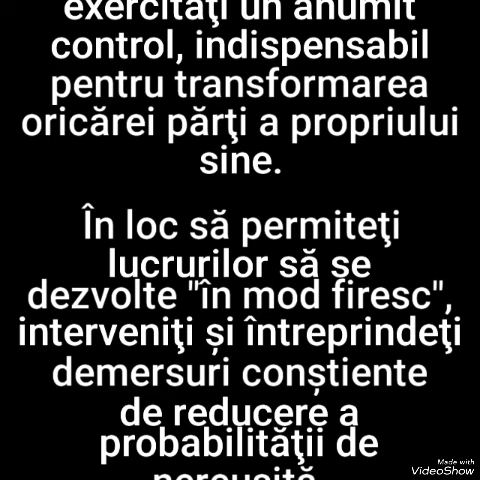 exercitaţi un anumit
control, indispensabil
pentru transformarea
oricărei părţi a propriului
sine.
În loc să permiteţi
lucrurilor să se
dezvolte "în mod firesc",
interveniţi și întreprindeţi
demersuri conștiente
de reducere a
probabilităţii de
nereușită
Made with
VideoShow